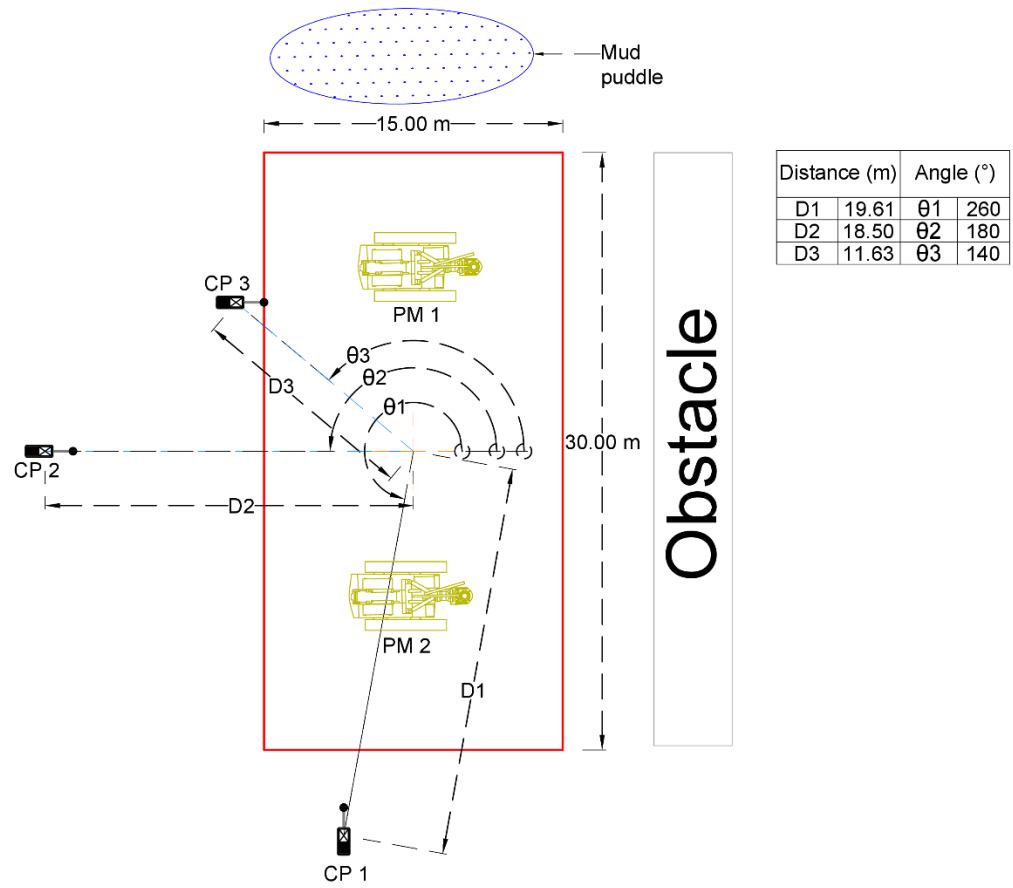 Mud
puddle
15.00 m
Distance (m) Angle (°)
D1 19.61 θ1 260
D2 18.50 θ2 180
D3 11.63 θ3 140
CP 3
PM 1
θ3
D3
θ2
θ1
30.00 m
Obstacle
CP 2
D2
PM 2
D1
CP 1